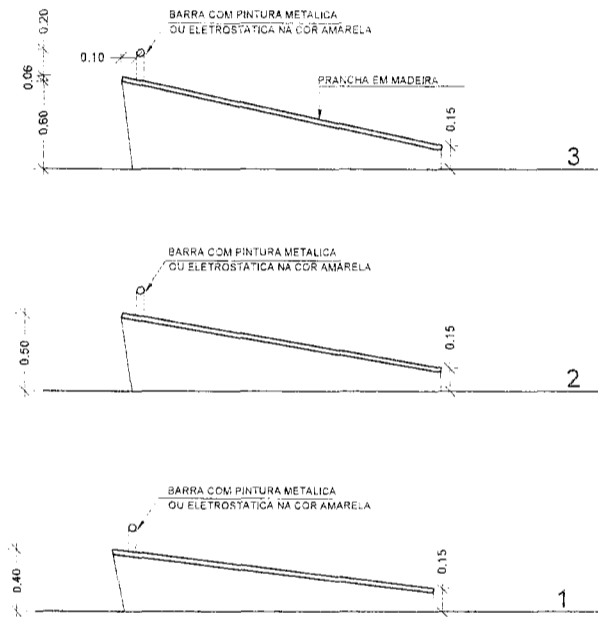 BARRA COM PINTURA METALICA
OU ELETROSTATICA NA COR AMARELA
0.20
0.10
0.06
PRANCHA EM MADEIRA
0.60
0.15
3
BARRA COM PINTURA METALICA
OU ELETROSTATICA NA COR AMARELA
0.50
0.15
2
BARRA COM PINTURA METALICA
OU ELETROSTATICA NA COR AMARELA
0.40
0.15
1